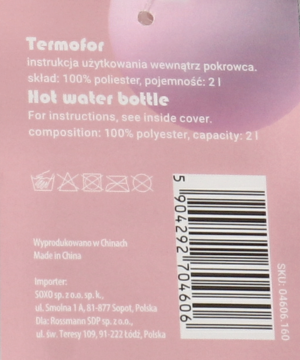 Termofor
Instrukcja użytkowania wewnątrz pokrowca.
skład: 100% poliester, pojemność: 2 l
Hot water bottle
For instructions, see inside cover.
composition: 100% polyester, capacity: 2 l
Wyprodukowano w Chinach
Made in China
Importer:
SOXO sp. z o.o. sp. k.,
ul. Smolna 1 A, 81-877 Sopot, Polska
Dla: Rossmann SDP sp. z o.o.,
ul. św. Teresy 109, 91-222 Łódź, Polska
5 904292 704606
SKU: 04606.160